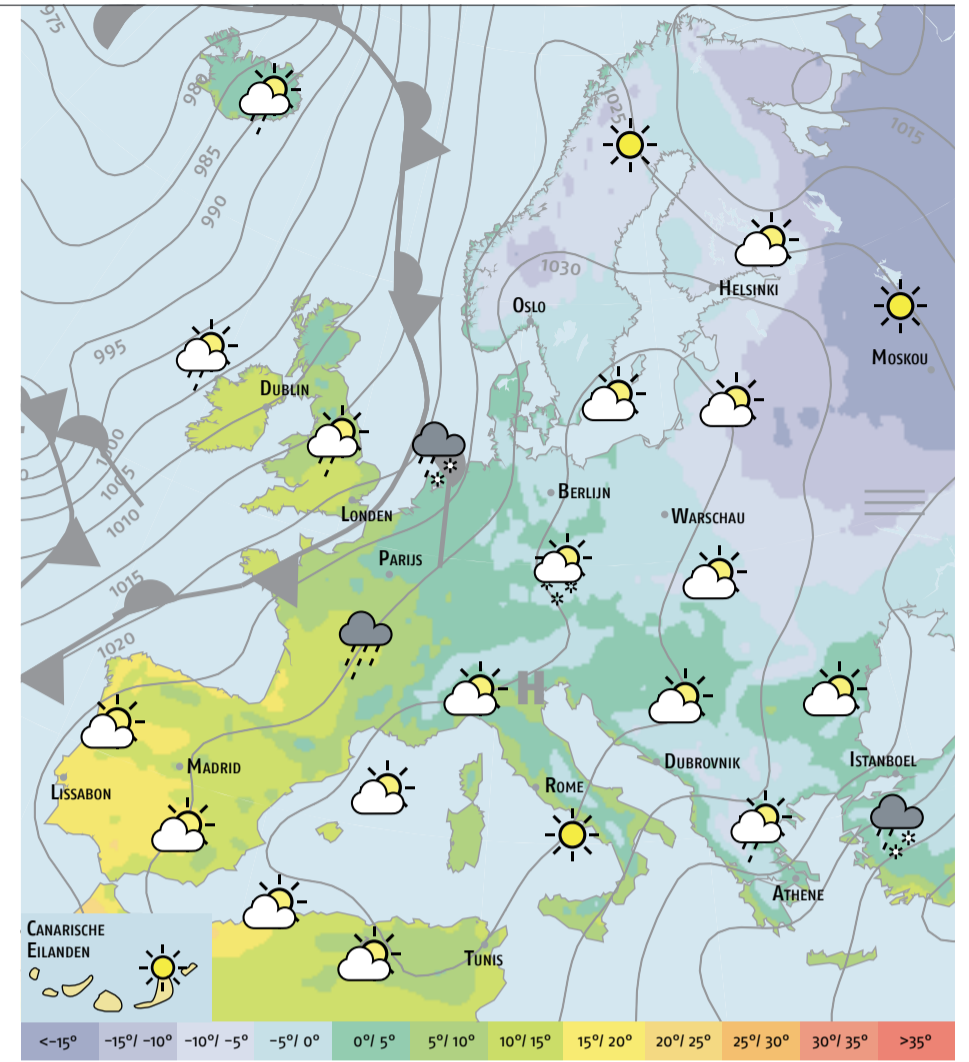 975
980
985
990
995
1000
1005
1010
1015
1020
1025
1030
1015
Oslo
Helsinki
Moskou
Dublin
Londen
Berlijn
Warschau
Parijs
H
Madrid
Lissabon
Rome
Dubrovnik
Istanboel
Athene
Tunis
Canarische
Eilanden
<-15° -15°/ -10° -10°/ -5° -5°/ 0° 0°/ 5° 5°/ 10° 10°/ 15° 15°/ 20° 20°/ 25° 25°/ 30° 30°/ 35° >35°